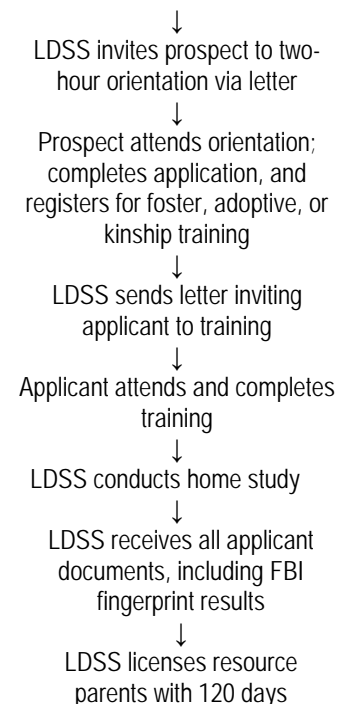 ↓
LDSS invites prospect to two-
hour orientation via letter
↓
Prospect attends orientation;
completes application, and
registers for foster, adoptive, or
kinship training
↓
LDSS sends letter inviting
applicant to training
↓
Applicant attends and completes
training
↓
LDSS conducts home study
↓
LDSS receives all applicant
documents, including FBI
fingerprint results
↓
LDSS licenses resource
parents with 120 days